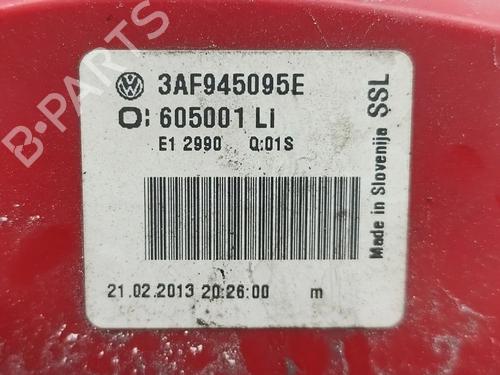 3AF945095E
O: 605001 Li
E1 2990 Q:01S
21.02.2013 20:26:00 m
Made in Slovenija SSL
B-PARTS